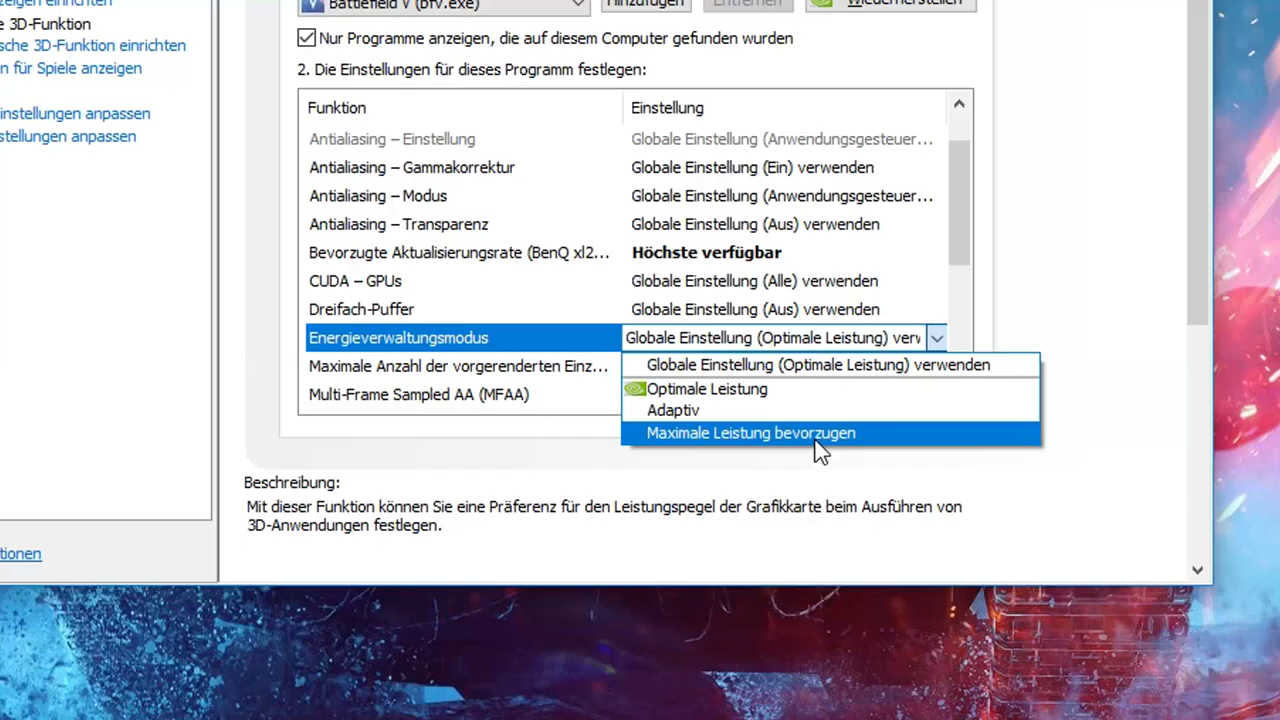 Battlefield V (bfv.exe)
Hinzufügen
Entfernen
Wiederherstellen
einrichten
e 3D-Funktion
sche 3D-Funktion einrichten
n für Spiele anzeigen
instellungen anpassen
stellungen anpassen
tionen
Nur Programme anzeigen, die auf diesem Computer gefunden wurden
2. Die Einstellungen für dieses Programm festlegen:
Funktion Einstellung
Antialiasing – Einstellung Globale Einstellung (Anwendungsgesteuer...
Antialiasing – Gammakorrektur Globale Einstellung (Ein) verwenden
Antialiasing – Modus Globale Einstellung (Anwendungsgesteuer...
Antialiasing – Transparenz Globale Einstellung (Aus) verwenden
Bevorzugte Aktualisierungsrate (BenQ xl2... Höchste verfügbar
CUDA – GPUs Globale Einstellung (Alle) verwenden
Dreifach-Puffer Globale Einstellung (Aus) verwenden
Energieverwaltungsmodus Globale Einstellung (Optimale Leistung) verw
Maximale Anzahl der vorgerenderten Einz...
Multi-Frame Sampled AA (MFAA)
Globale Einstellung (Optimale Leistung) verwenden
Optimale Leistung
Adaptiv
Maximale Leistung bevorzugen
Beschreibung:
Mit dieser Funktion können Sie eine Präferenz für den Leistungspegel der Grafikkarte beim Ausführen von
3D-Anwendungen festlegen.